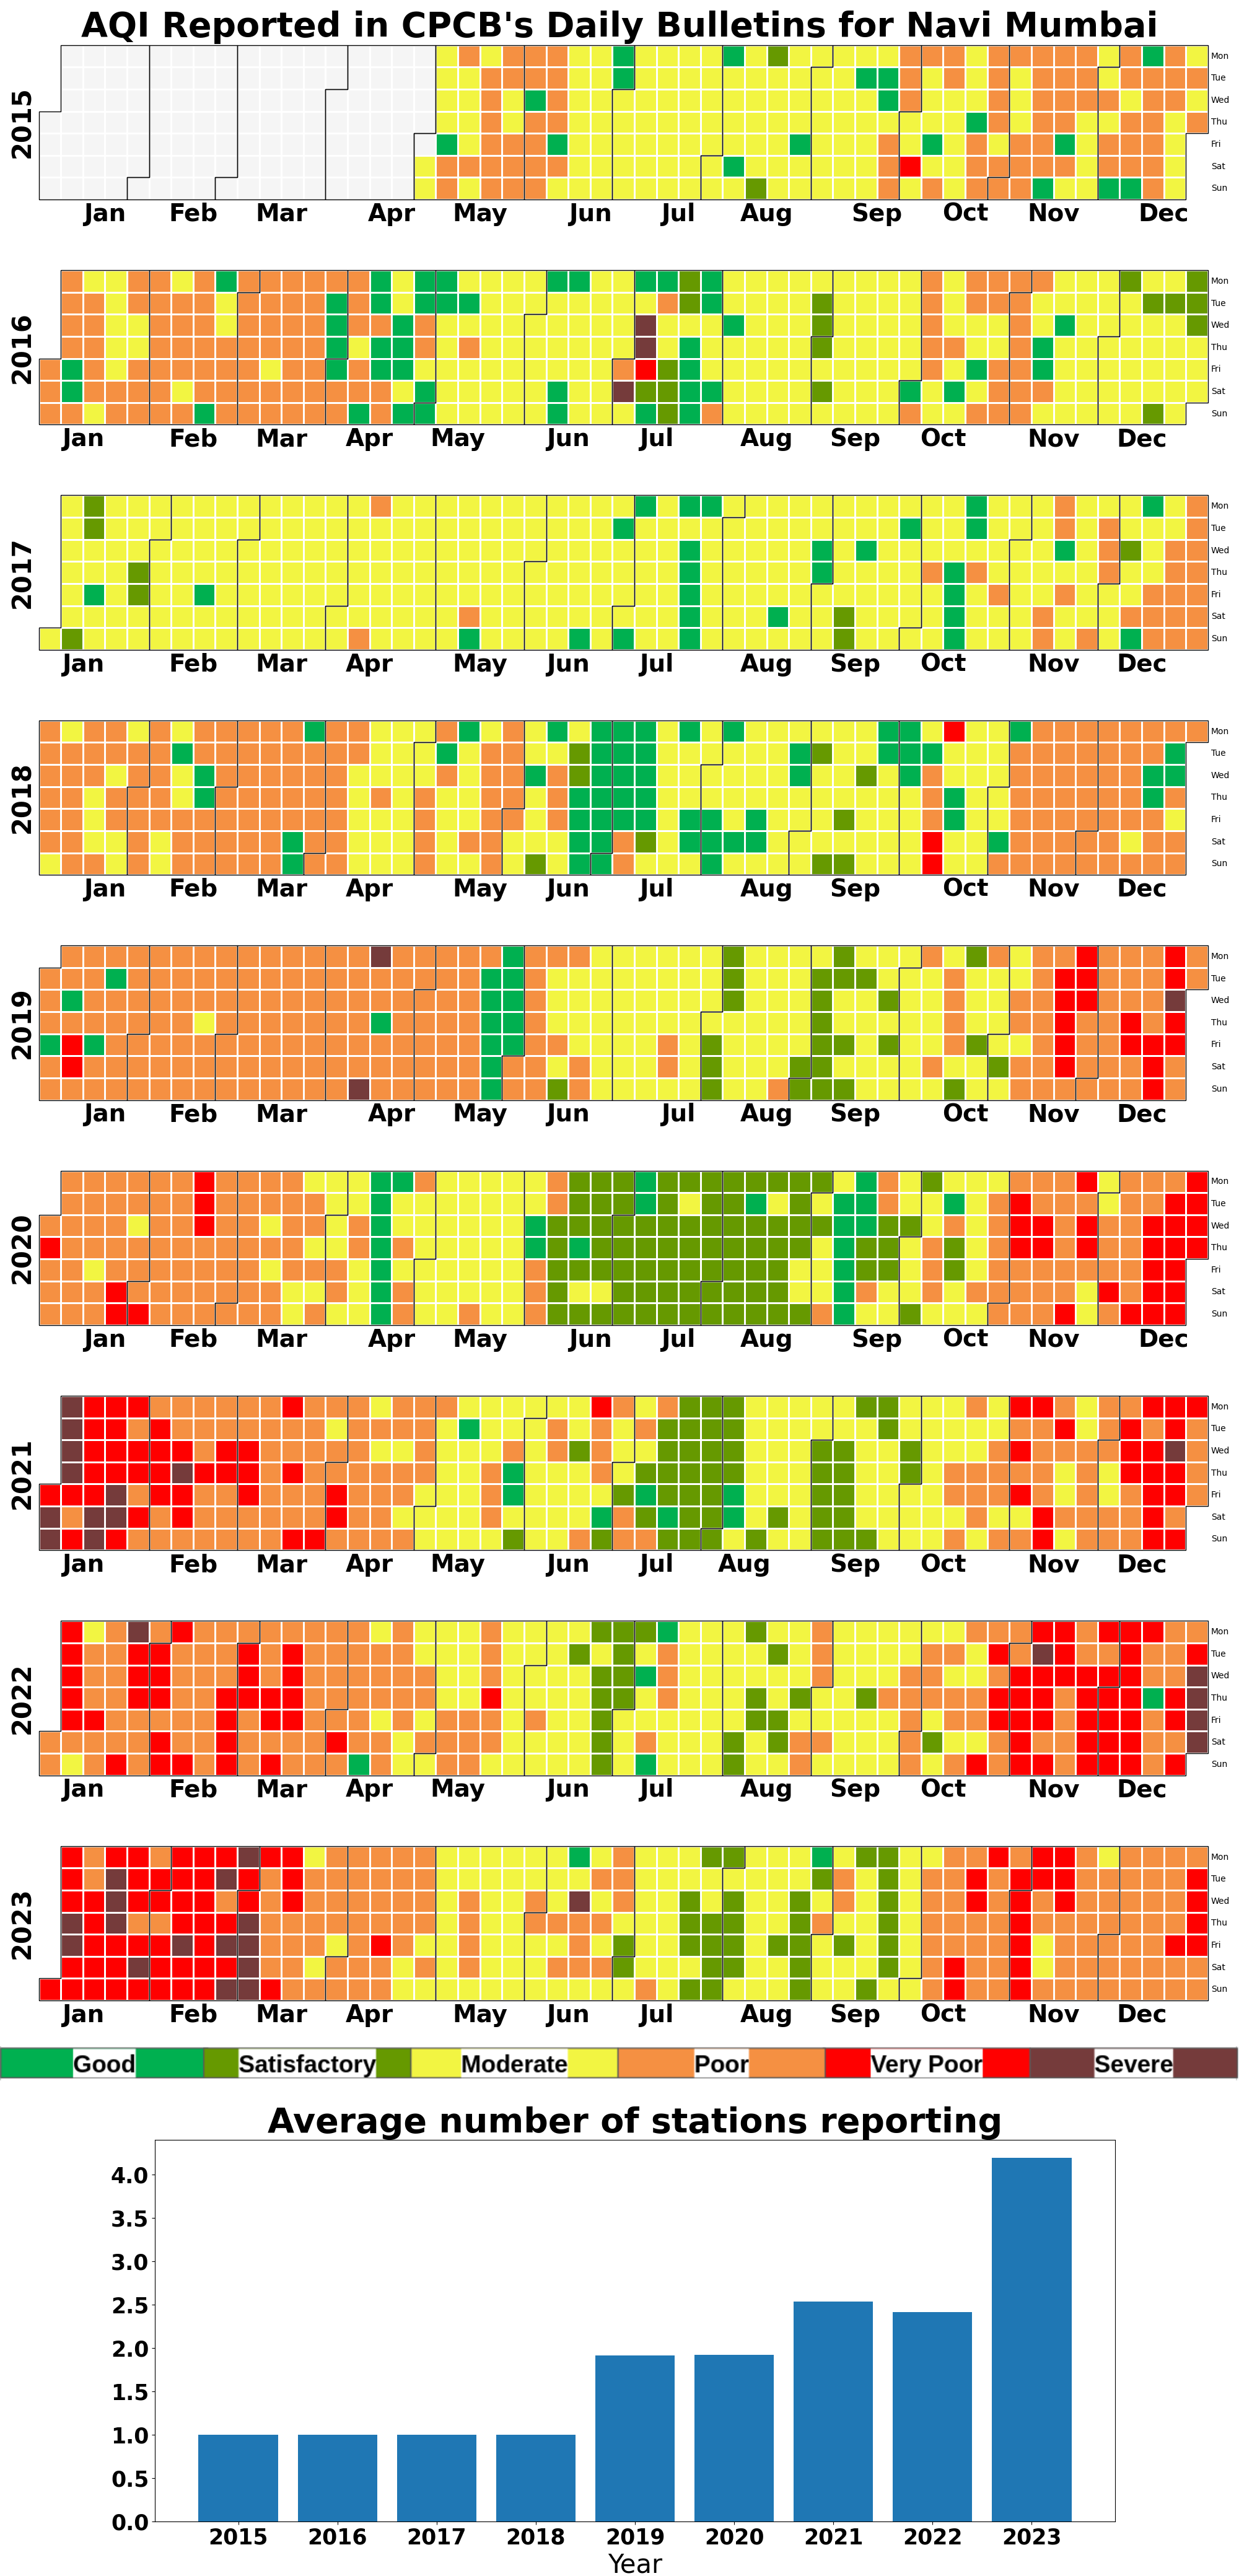 AQI Reported in CPCB's Daily Bulletins for Navi Mumbai
2015
Mon
Tue
Wed
Thu
Fri
Sat
Sun
Jan Feb Mar Apr May Jun Jul Aug Sep Oct Nov Dec
2016
Mon
Tue
Wed
Thu
Fri
Sat
Sun
Jan Feb Mar Apr May Jun Jul Aug Sep Oct Nov Dec
2017
Mon
Tue
Wed
Thu
Fri
Sat
Sun
Jan Feb Mar Apr May Jun Jul Aug Sep Oct Nov Dec
2018
Mon
Tue
Wed
Thu
Fri
Sat
Sun
Jan Feb Mar Apr May Jun Jul Aug Sep Oct Nov Dec
2019
Mon
Tue
Wed
Thu
Fri
Sat
Sun
Jan Feb Mar Apr May Jun Jul Aug Sep Oct Nov Dec
2020
Mon
Tue
Wed
Thu
Fri
Sat
Sun
Jan Feb Mar Apr May Jun Jul Aug Sep Oct Nov Dec
2021
Mon
Tue
Wed
Thu
Fri
Sat
Sun
Jan Feb Mar Apr May Jun Jul Aug Sep Oct Nov Dec
2022
Mon
Tue
Wed
Thu
Fri
Sat
Sun
Jan Feb Mar Apr May Jun Jul Aug Sep Oct Nov Dec
2023
Mon
Tue
Wed
Thu
Fri
Sat
Sun
Jan Feb Mar Apr May Jun Jul Aug Sep Oct Nov Dec
Good Satisfactory Moderate Poor Very Poor Severe
Average number of stations reporting
4.0
3.5
3.0
2.5
2.0
1.5
1.0
0.5
0.0
2015 2016 2017 2018 2019 2020 2021 2022 2023
Year